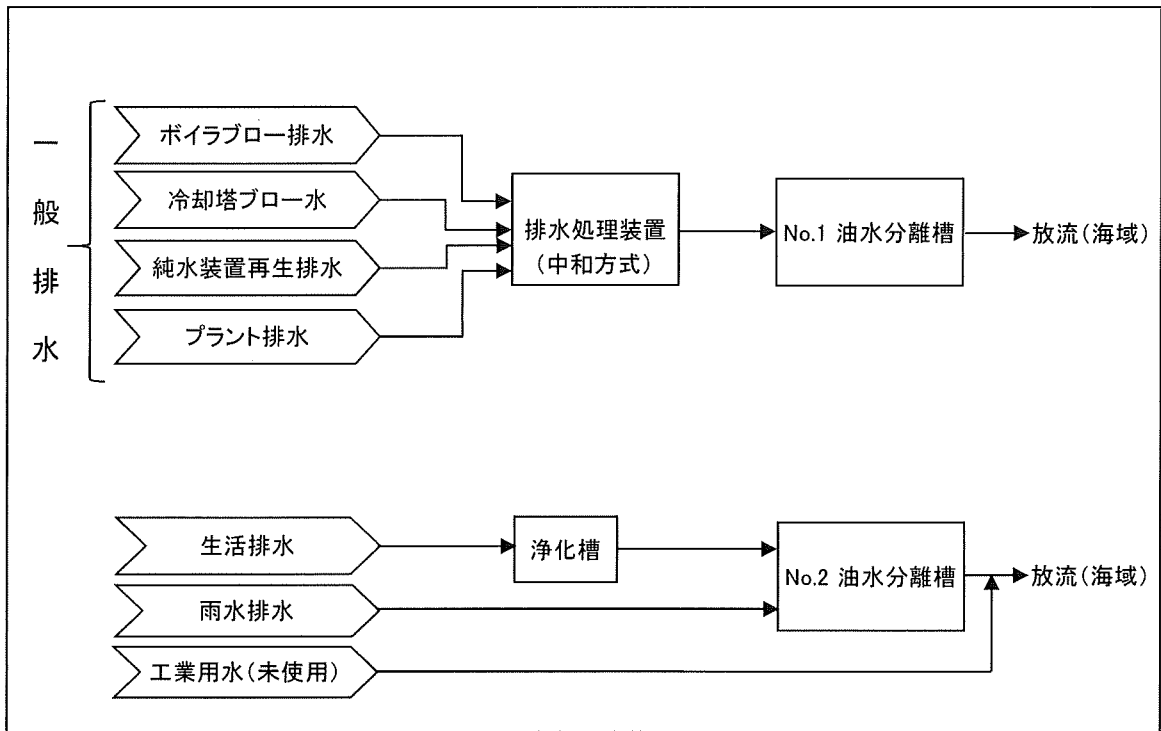 一般排水
ボイラブロー排水
冷却塔ブロー水
純水装置再生排水
プラント排水
排水処理装置
(中和方式)
No.1 油水分離槽
放流(海域)
生活排水
浄化槽
雨水排水
工業用水(未使用)
No.2 油水分離槽
放流(海域)